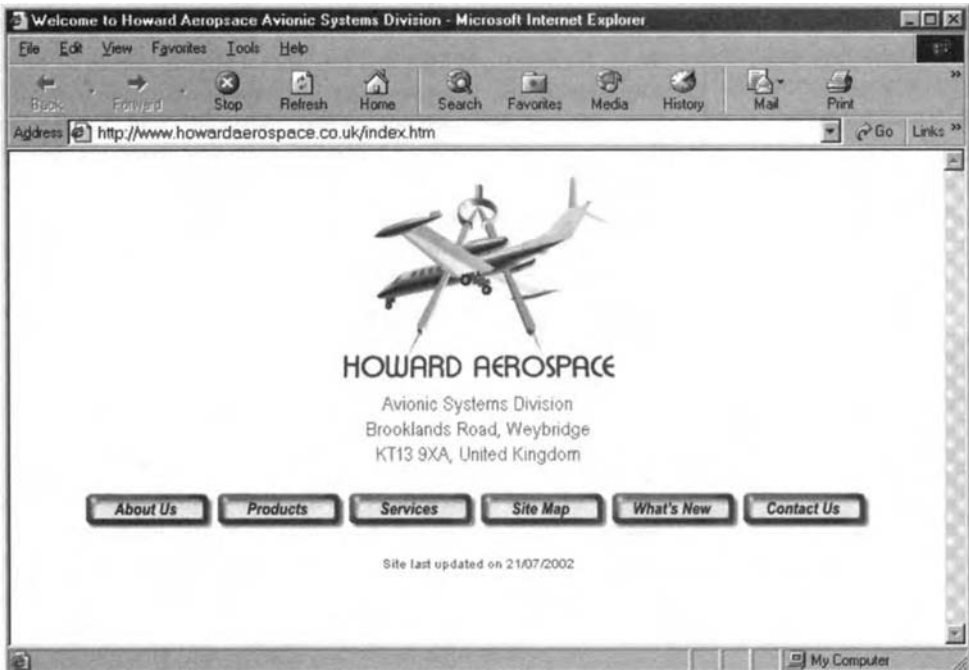 Welcome to Howard Aeropsace Avionic Systems Division - Microsoft Internet Explorer
File Edit View Favorites Tools Help
Back Forward Stop Refresh Home Search Favorites Media History Mail Print »
Address http://www.howardaerospace.co.uk/index.htm Go Links »
HOWARD AEROSPACE
Avionic Systems Division
Brooklands Road, Weybridge
KT13 9XA, United Kingdom
About Us Products Services Site Map What's New Contact Us
Site last updated on 21/07/2002
My Computer